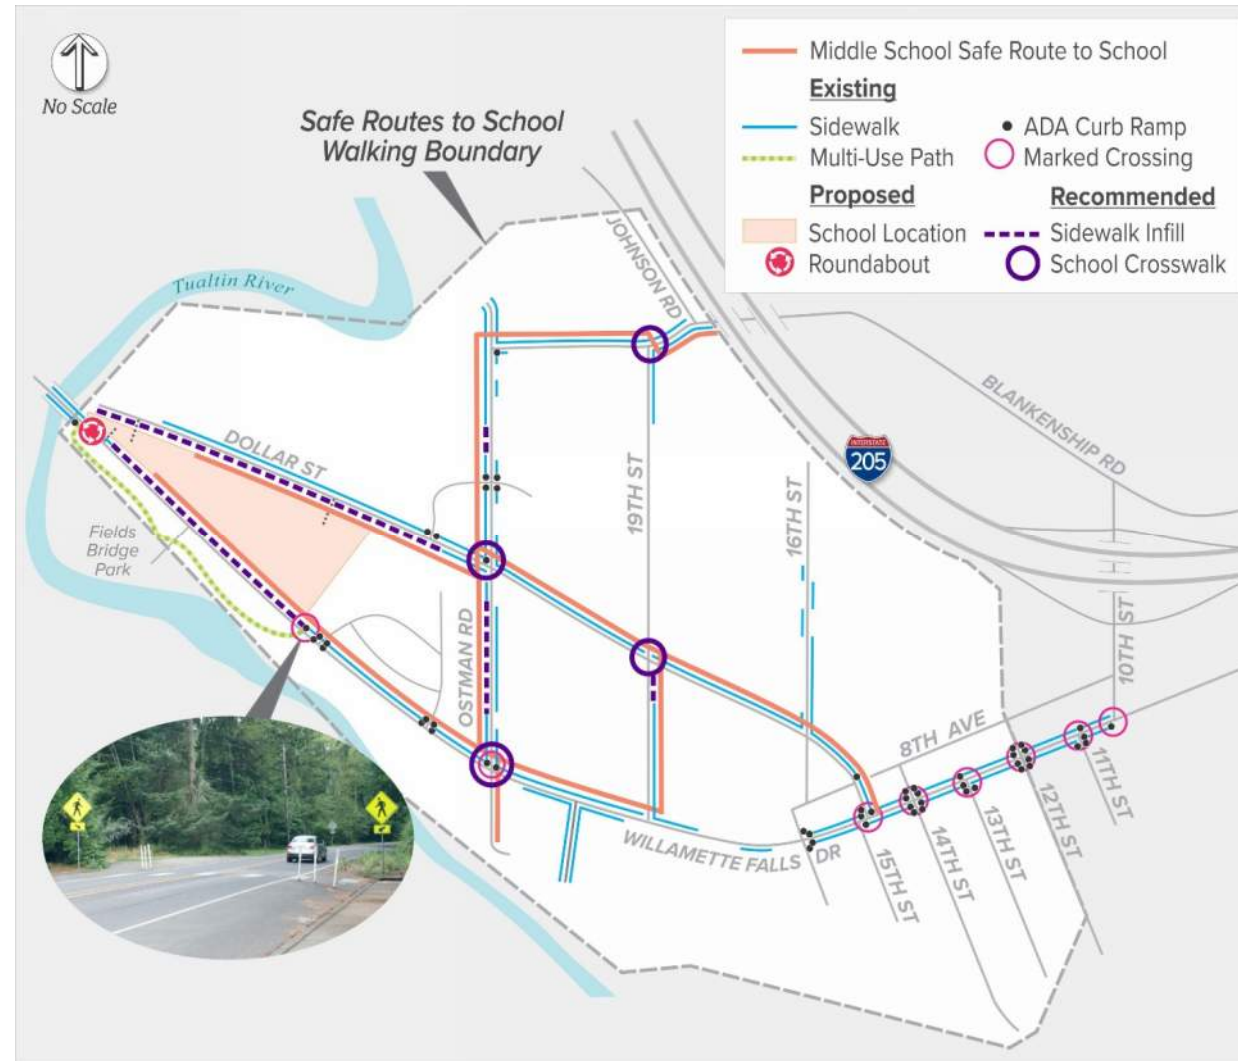 No Scale
Safe Routes to School
Walking Boundary
Middle School Safe Route to School
Existing
Sidewalk
ADA Curb Ramp
Multi-Use Path
Marked Crossing
Proposed
Recommended
School Location
Sidewalk Infill
Roundabout
School Crosswalk
Tualtin River
JOHNSON RD
BLANKENSHIP RD
INTERSTATE
205
DOLLAR ST
19TH ST
16TH ST
Fields
Bridge
Park
OSTMAN RD
10TH ST
8TH AVE
WILLAMETTE FALLS DR
15TH ST
14TH ST
13TH ST
12TH ST
11TH ST